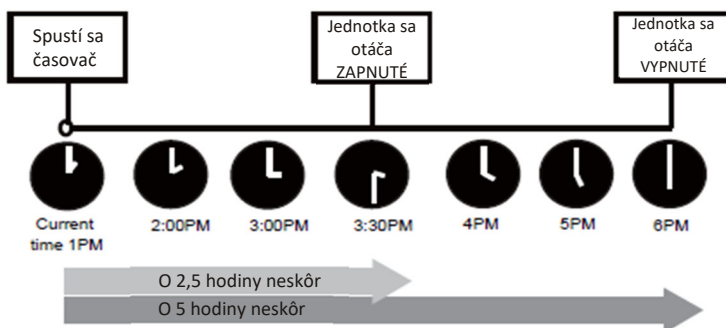 Spustí sa
časovač
Jednotka sa
otáča
ZAPNUTÉ
Jednotka sa
otáča
VYPNUTÉ
Current
time 1PM
2:00PM
3:00PM
3:30PM
4PM
5PM
6PM
O 2,5 hodiny neskôr
O 5 hodiny neskôr